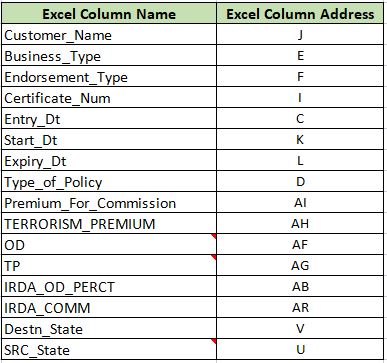 Excel Column Name Excel Column Address
Customer_Name J
Business_Type E
Endorsement_Type F
Certificate_Num I
Entry_Dt C
Start_Dt K
Expiry_Dt L
Type_of_Policy D
Premium_For_Commission AI
TERRORISM_PREMIUM AH
OD AF
TP AG
IRDA_OD_PERCT AB
IRDA_COMM AR
Destn_State V
SRC_State U